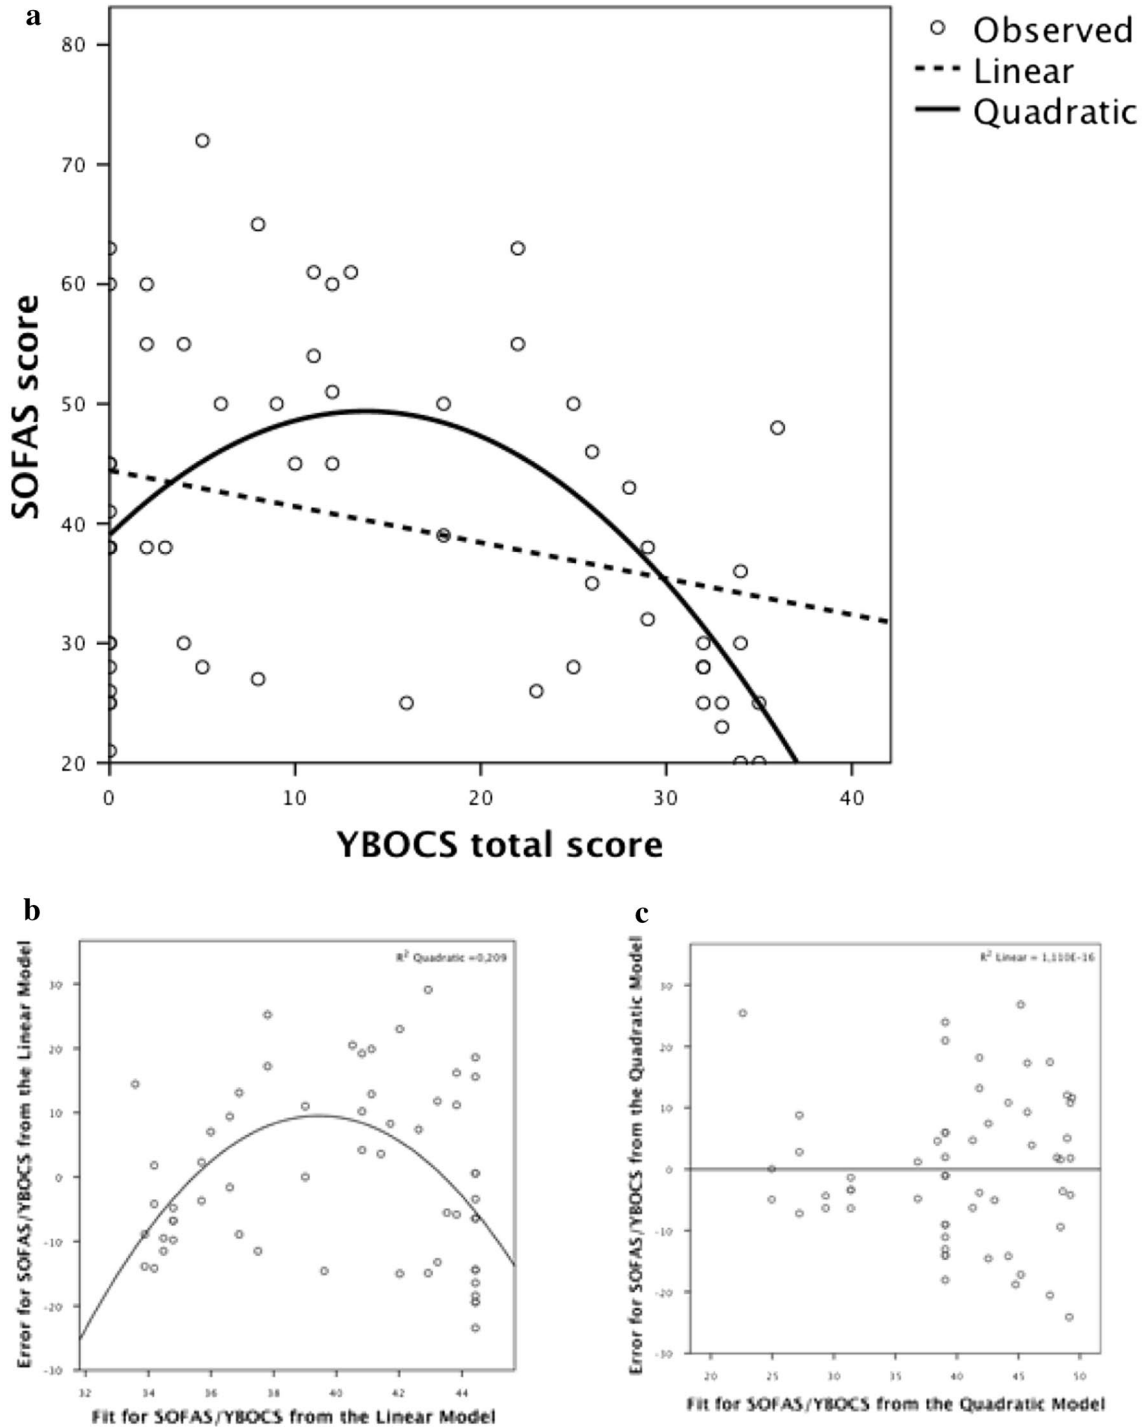 a
Observed
Linear
Quadratic
80
70
60
50
40
30
20
0 10 20 30 40
SOFAS score
YBOCS total score
b
R2 Quadratic =0,209
30
20
10
0
-10
-20
-30
32 34 36 38 40 42 44
Error for SOFAS/YBOCS from the Linear Model
Fit for SOFAS/YBOCS from the Linear Model
c
R2 Linear = 1,110E-16
30
20
10
0
-10
-20
-30
20 25 30 35 40 45 50
Error for SOFAS/YBOCS from the Quadratic Model
Fit for SOFAS/YBOCS from the Quadratic Model